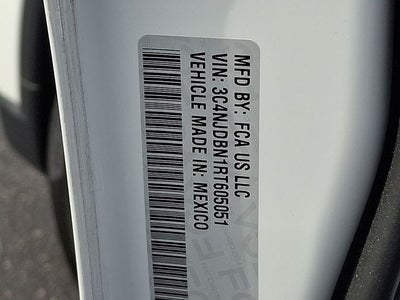 MFD BY: FCA US LLC
VIN: 3C4NJDBN1RT605051
VEHICLE MADE IN: MEXICO